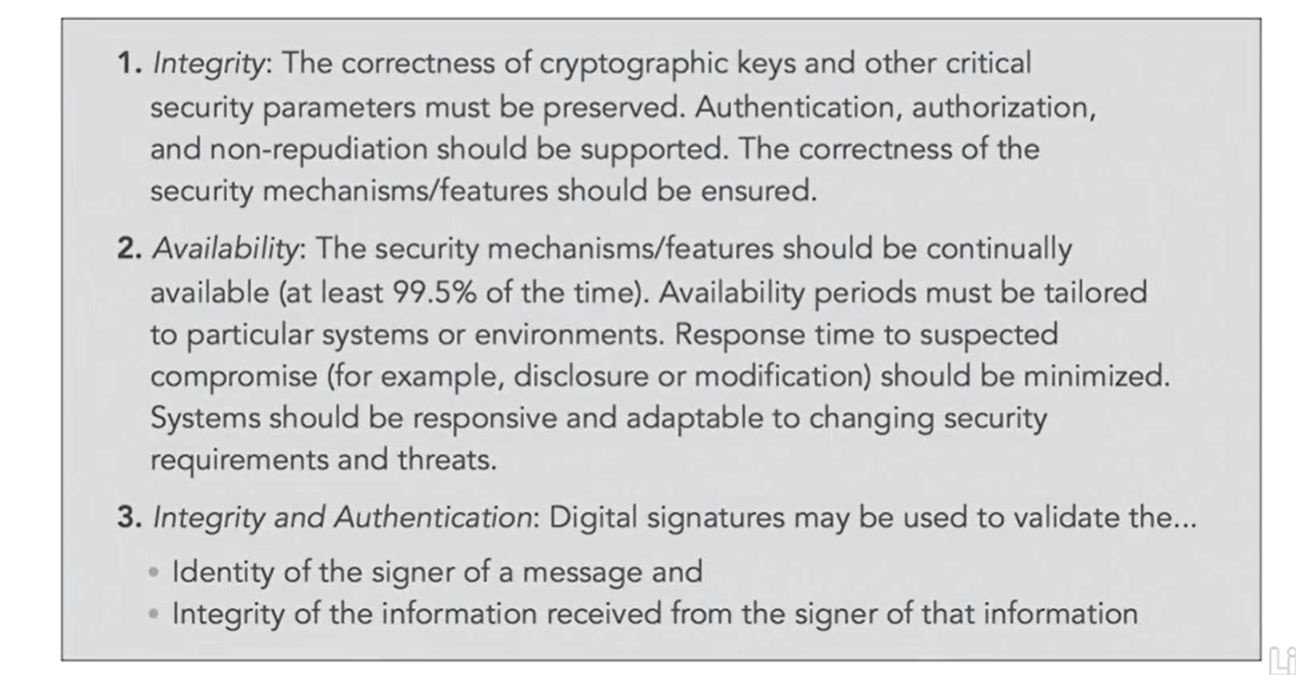 1. Integrity: The correctness of cryptographic keys and other critical
security parameters must be preserved. Authentication, authorization,
and non-repudiation should be supported. The correctness of the
security mechanisms/features should be ensured.
2. Availability: The security mechanisms/features should be continually
available (at least 99.5% of the time). Availability periods must be tailored
to particular systems or environments. Response time to suspected
compromise (for example, disclosure or modification) should be minimized.
Systems should be responsive and adaptable to changing security
requirements and threats.
3. Integrity and Authentication: Digital signatures may be used to validate the...
• Identity of the signer of a message and
• Integrity of the information received from the signer of that information
Li